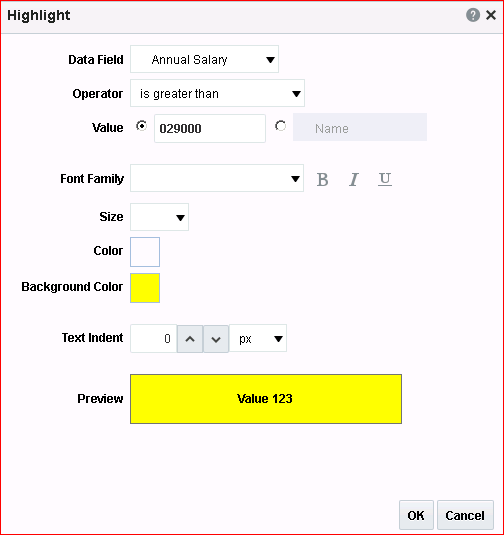 Highlight
Data Field Annual Salary
Operator is greater than
Value 029000 Name
Font Family B I U
Size
Color
Background Color
Text Indent 0 px
Preview Value 123
OK Cancel